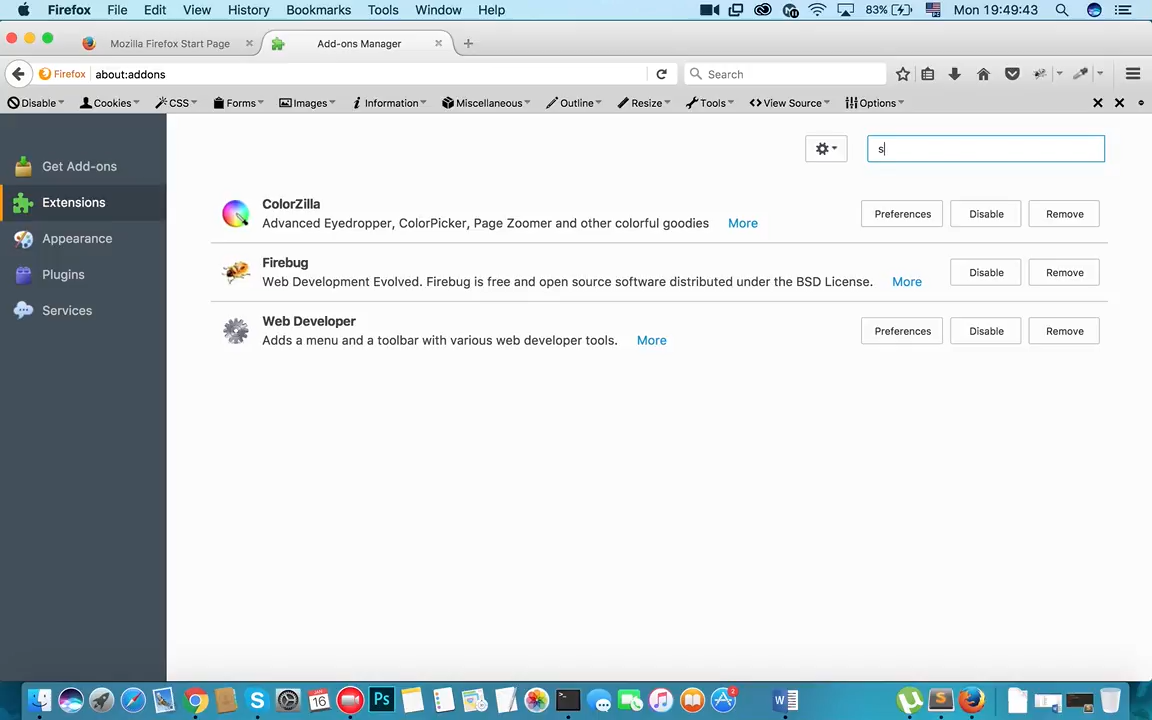 Firefox File Edit View History Bookmarks Tools Window Help 83% Mon 19:49:43
Mozilla Firefox Start Page Add-ons Manager
Firefox about:addons Search
Disable Cookies CSS Forms Images Information Miscellaneous Outline Resize Tools View Source Options
s
Get Add-ons
Extensions
Appearance
Plugins
Services
ColorZilla
Advanced Eyedropper, ColorPicker, Page Zoomer and other colorful goodies More
Preferences Disable Remove
Firebug
Web Development Evolved. Firebug is free and open source software distributed under the BSD License. More
Disable Remove
Web Developer
Adds a menu and a toolbar with various web developer tools. More
Preferences Disable Remove
16
Ps
2